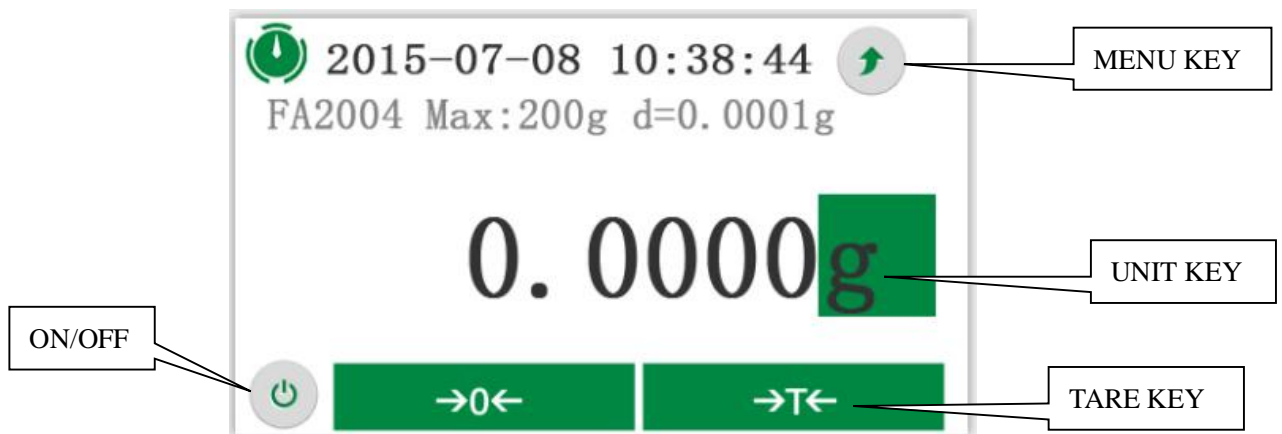 2015-07-08 10:38:44
MENU KEY
FA2004 Max:200g d=0.0001g
0.0000g
UNIT KEY
ON/OFF
→0←
→T←
TARE KEY